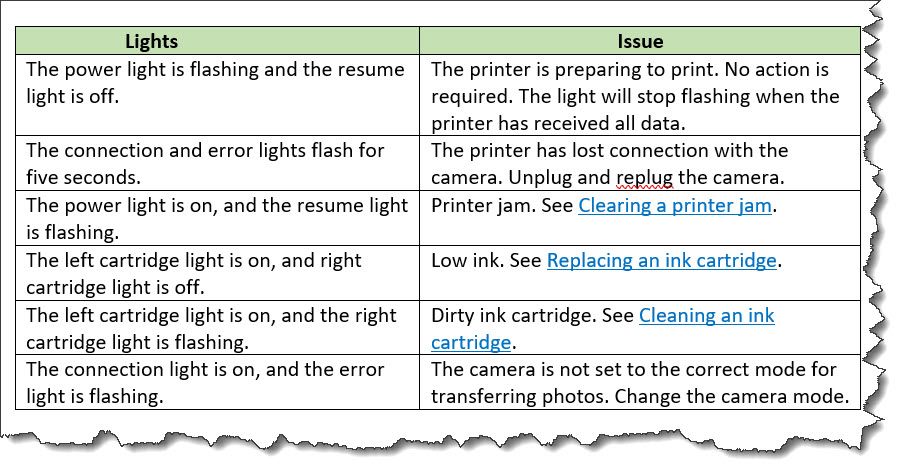 Lights Issue
The power light is flashing and the resume
light is off.
The printer is preparing to print. No action is
required. The light will stop flashing when the
printer has received all data.
The connection and error lights flash for
five seconds.
The printer has lost connection with the
camera. Unplug and replug the camera.
The power light is on, and the resume light
is flashing.
Printer jam. See Clearing a printer jam.
The left cartridge light is on, and right
cartridge light is off.
Low ink. See Replacing an ink cartridge.
The left cartridge light is on, and the right
cartridge light is flashing.
Dirty ink cartridge. See Cleaning an ink
cartridge.
The connection light is on, and the error
light is flashing.
The camera is not set to the correct mode for
transferring photos. Change the camera mode.